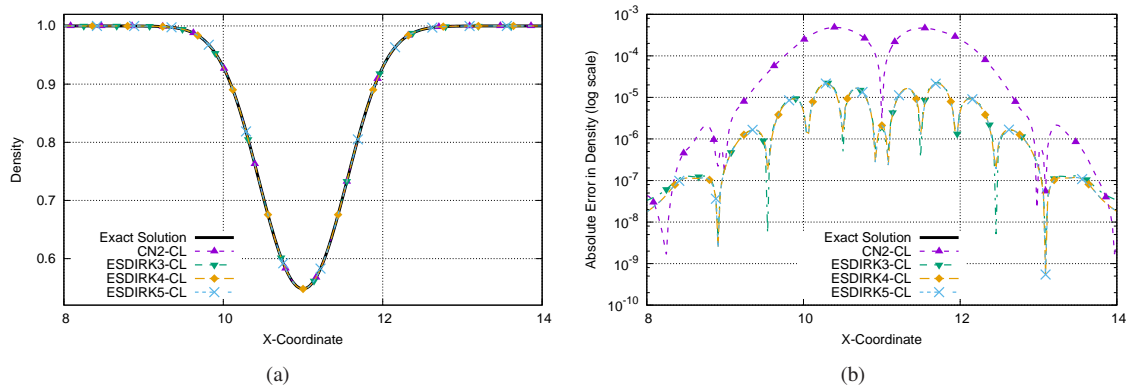 1.0
0.9
0.8
0.7
0.6
Density
Exact Solution
CN2-CL
ESDIRK3-CL
ESDIRK4-CL
ESDIRK5-CL
8 10 12 14
X-Coordinate
(a)
10⁻³
10⁻⁴
10⁻⁵
10⁻⁶
10⁻⁷
10⁻⁸
10⁻⁹
10⁻¹⁰
Absolute Error in Density (log scale)
Exact Solution
CN2-CL
ESDIRK3-CL
ESDIRK4-CL
ESDIRK5-CL
8 10 12 14
X-Coordinate
(b)